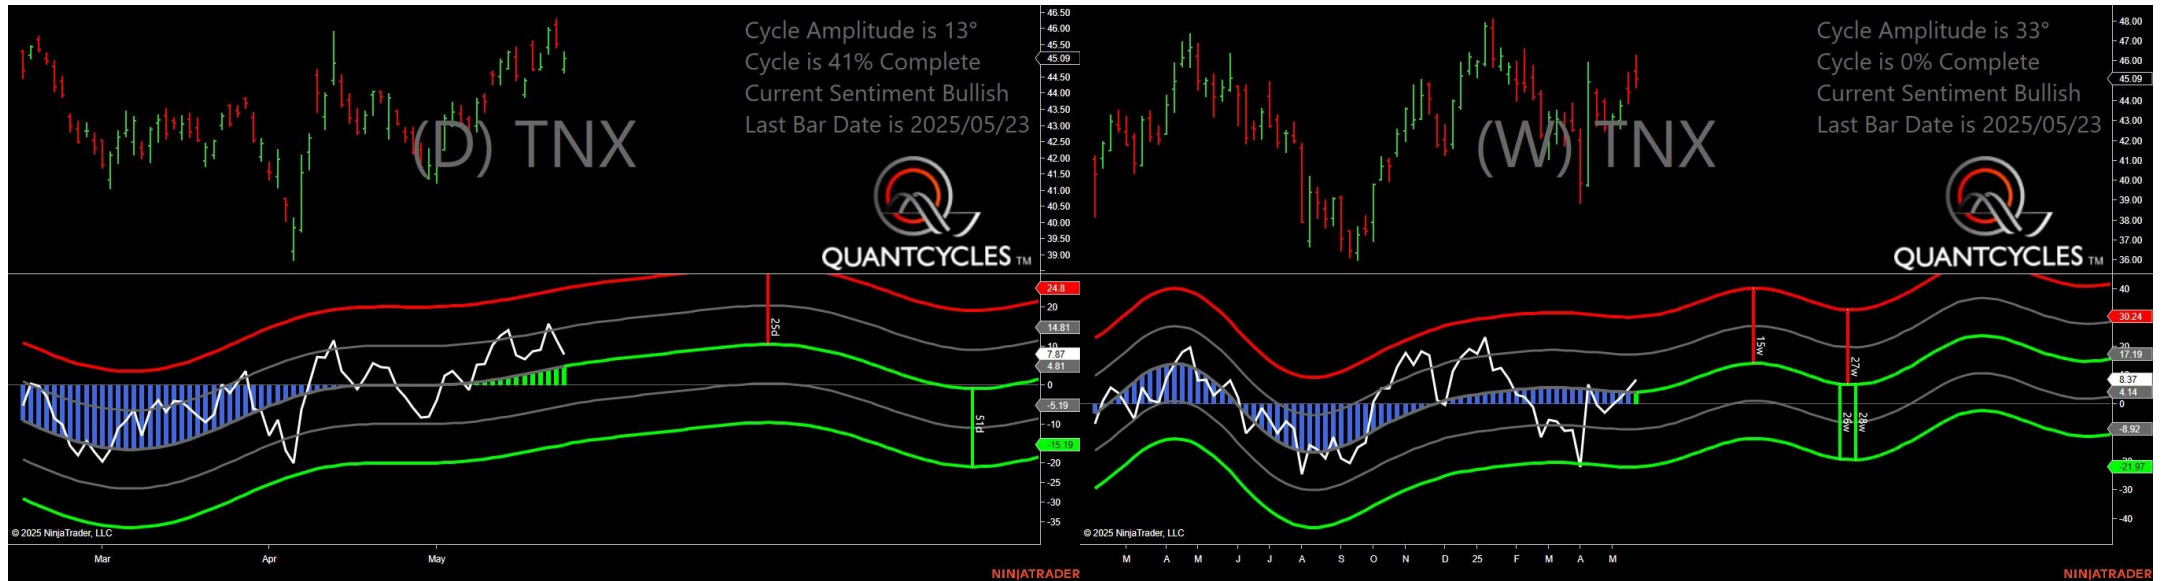 Cycle Amplitude is 13°
Cycle is 41% Complete
Current Sentiment Bullish
Last Bar Date is 2025/05/23
(D) TNX
QUANTCYCLES TM
46.50
46.00
45.50
45.09
44.50
44.00
43.50
43.00
42.50
42.00
41.50
41.00
40.50
40.00
39.50
39.00
24.8
20
14.81
10
7.87
4.81
0
-5.19
-10
-15.19
-20
-25
-30
-35
25d
51d
© 2025 NinjaTrader, LLC
Mar Apr May
NINJATRADER
Cycle Amplitude is 33°
Cycle is 0% Complete
Current Sentiment Bullish
Last Bar Date is 2025/05/23
(W) TNX
QUANTCYCLES TM
48.00
47.00
46.00
45.09
44.00
43.00
42.00
41.00
40.00
39.00
38.00
37.00
36.00
40
30.24
20
17.19
8.37
4.14
0
-8.92
-21.97
-30
-40
15w
27w
26w
28w
© 2025 NinjaTrader, LLC
M A M J J A S O N D 25 F M A M
NINJATRADER